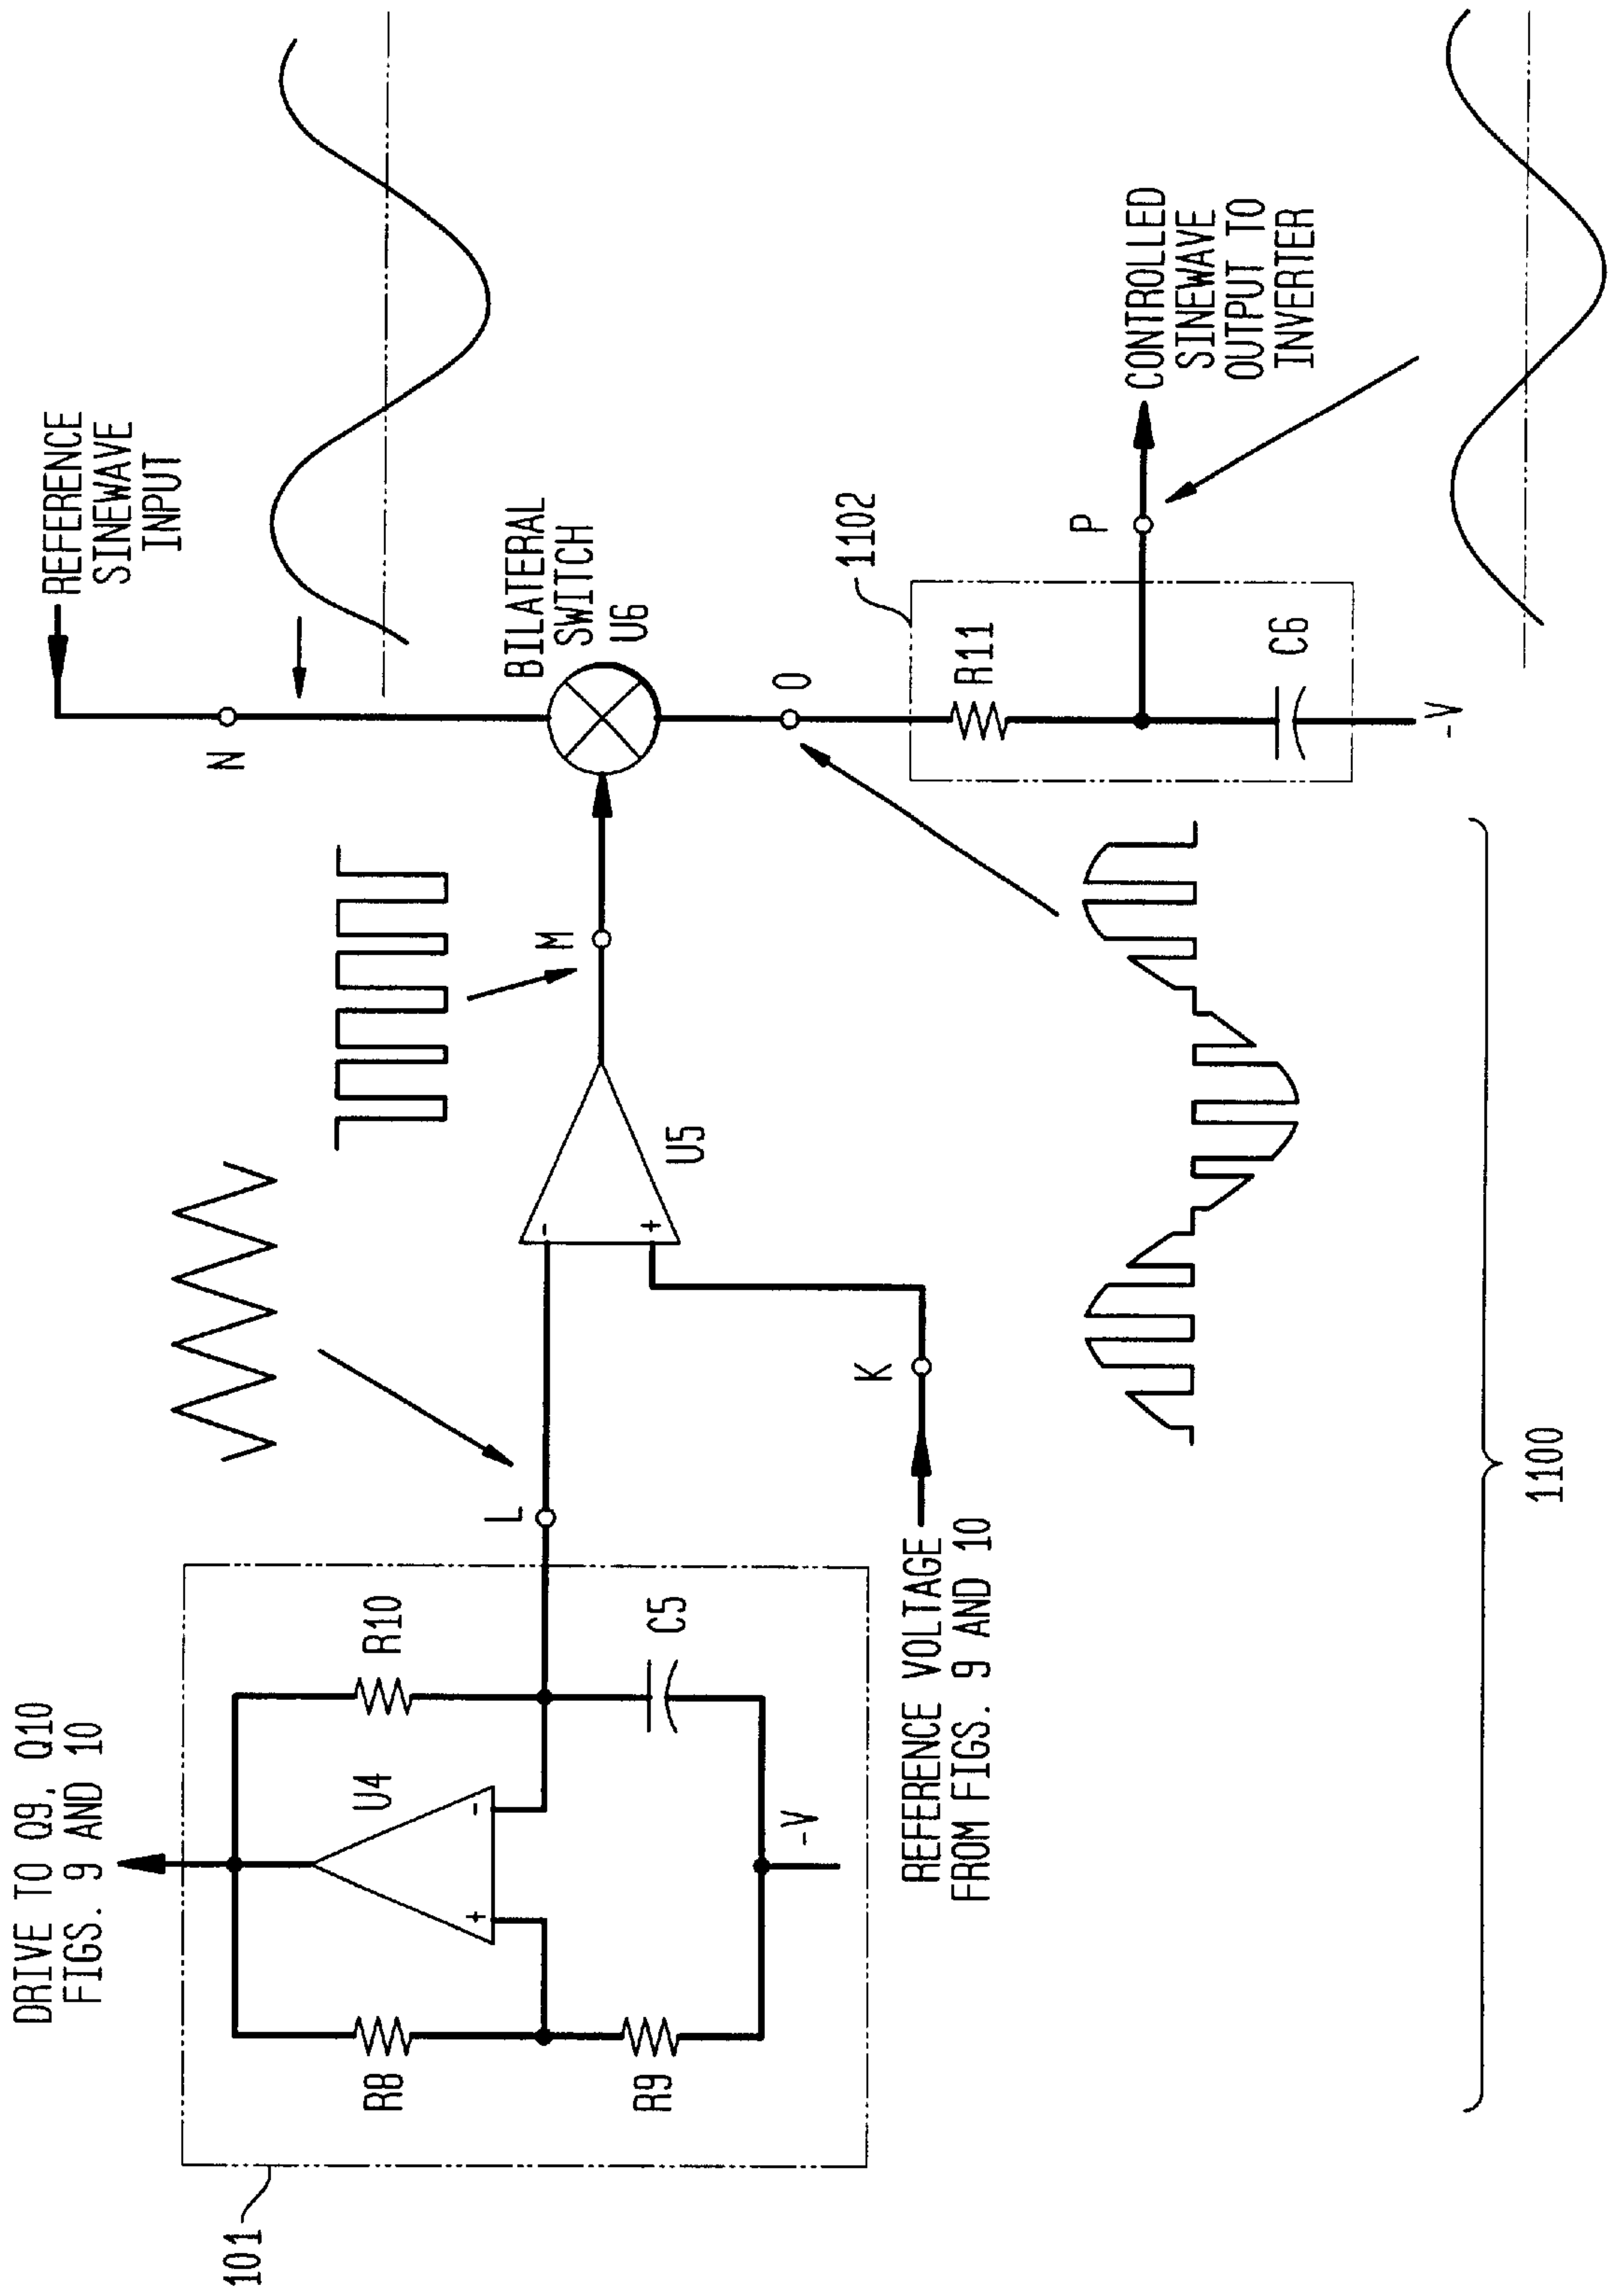 DRIVE TO Q9, Q10
FIGS. 9 AND 10
101
R8
R9
U4
+
-
R10
C5
-V
L
REFERENCE VOLTAGE
FROM FIGS. 9 AND 10
K
-
+
U5
M
REFERENCE
SINEWAVE
INPUT
N
BILATERAL
SWITCH
U6
O
1102
R11
C6
-V
P
CONTROLLED
SINEWAVE
OUTPUT TO
INVERTER
1100